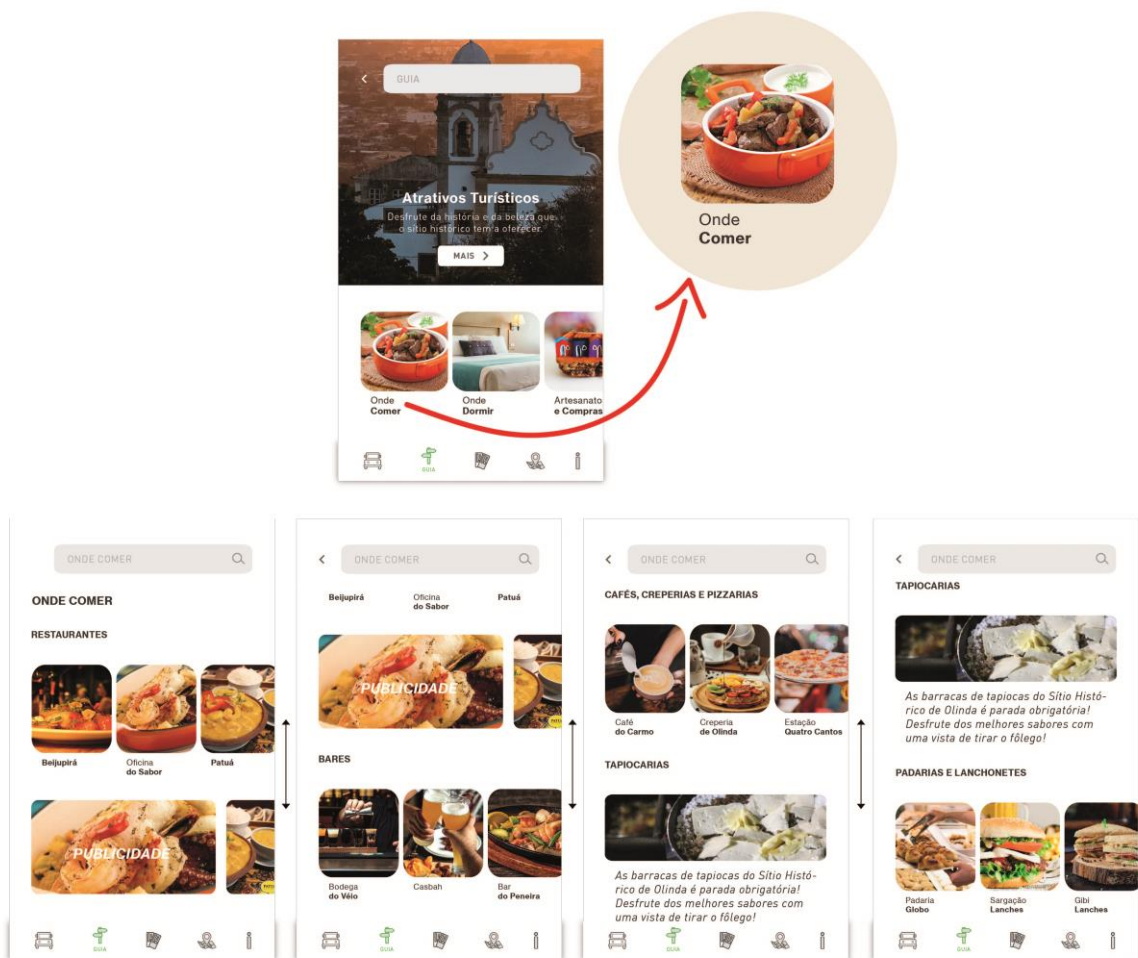 GUIA
Atrativos Turísticos
Desfrute da história e da beleza que
o sítio histórico tem a oferecer.
MAIS
Onde
Comer
Onde
Dormir
Artesanato
e Compras
GUIA
Onde
Comer
ONDE COMER
ONDE COMER
RESTAURANTES
Beijupirá
Oficina
do Sabor
Patuá
PUBLICIDADE
GUIA
ONDE COMER
Beijupirá
Oficina
do Sabor
Patuá
PUBLICIDADE
BARES
Bodega
do Véio
Casbah
Bar
do Peneira
GUIA
ONDE COMER
CAFÉS, CREPERIAS E PIZZARIAS
Café
do Carmo
Creperia
de Olinda
Estação
Quatro Cantos
TAPIOCARIAS
As barracas de tapiocas do Sítio Histó-
rico de Olinda é parada obrigatória!
Desfrute dos melhores sabores com
uma vista de tirar o fôlego!
GUIA
ONDE COMER
TAPIOCARIAS
As barracas de tapiocas do Sítio Histó-
rico de Olinda é parada obrigatória!
Desfrute dos melhores sabores com
uma vista de tirar o fôlego!
PADARIAS E LANCHONETES
Padaria
Globo
Sargação
Lanches
Gibi
Lanches
GUIA